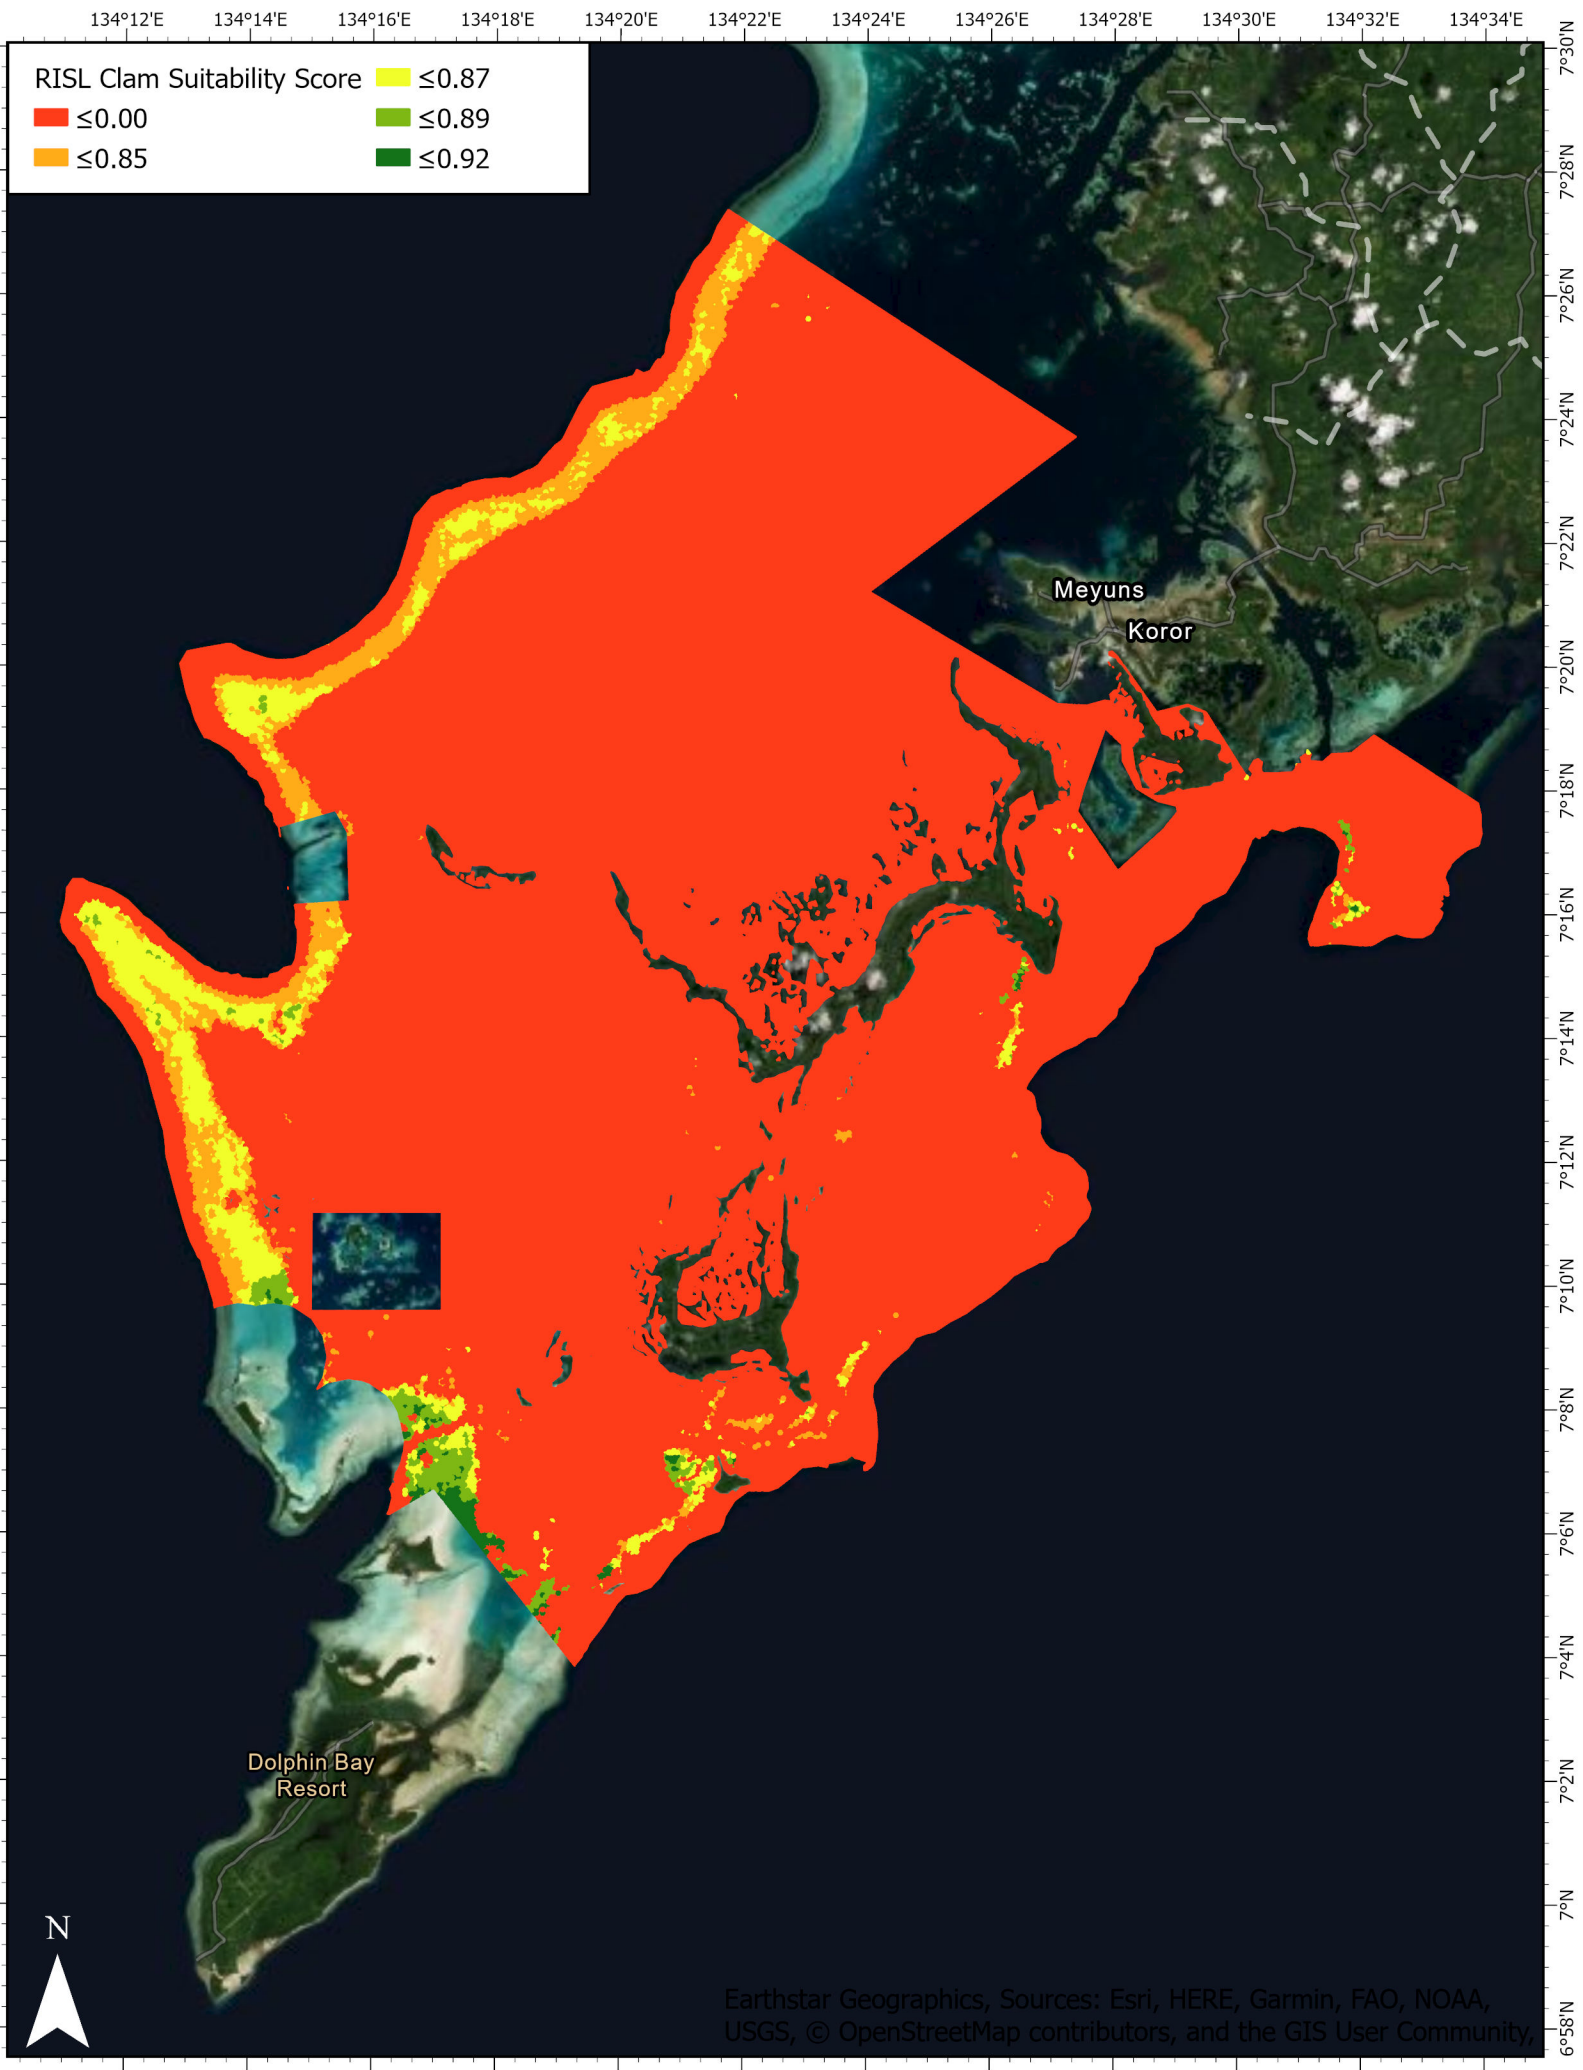 134°12'E 134°14'E 134°16'E 134°18'E 134°20'E 134°22'E 134°24'E 134°26'E 134°28'E 134°30'E 134°32'E 134°34'E
RISL Clam Suitability Score
≤0.00
≤0.85
≤0.87
≤0.89
≤0.92
7°30'N
7°28'N
7°26'N
7°24'N
7°22'N
7°20'N
7°18'N
7°16'N
7°14'N
7°12'N
7°10'N
7°8'N
7°6'N
7°4'N
7°2'N
7°N
6°58'N
Meyuns
Koror
Dolphin Bay
Resort
N
Earthstar Geographics, Sources: Esri, HERE, Garmin, FAO, NOAA,
USGS, © OpenStreetMap contributors, and the GIS User Community,